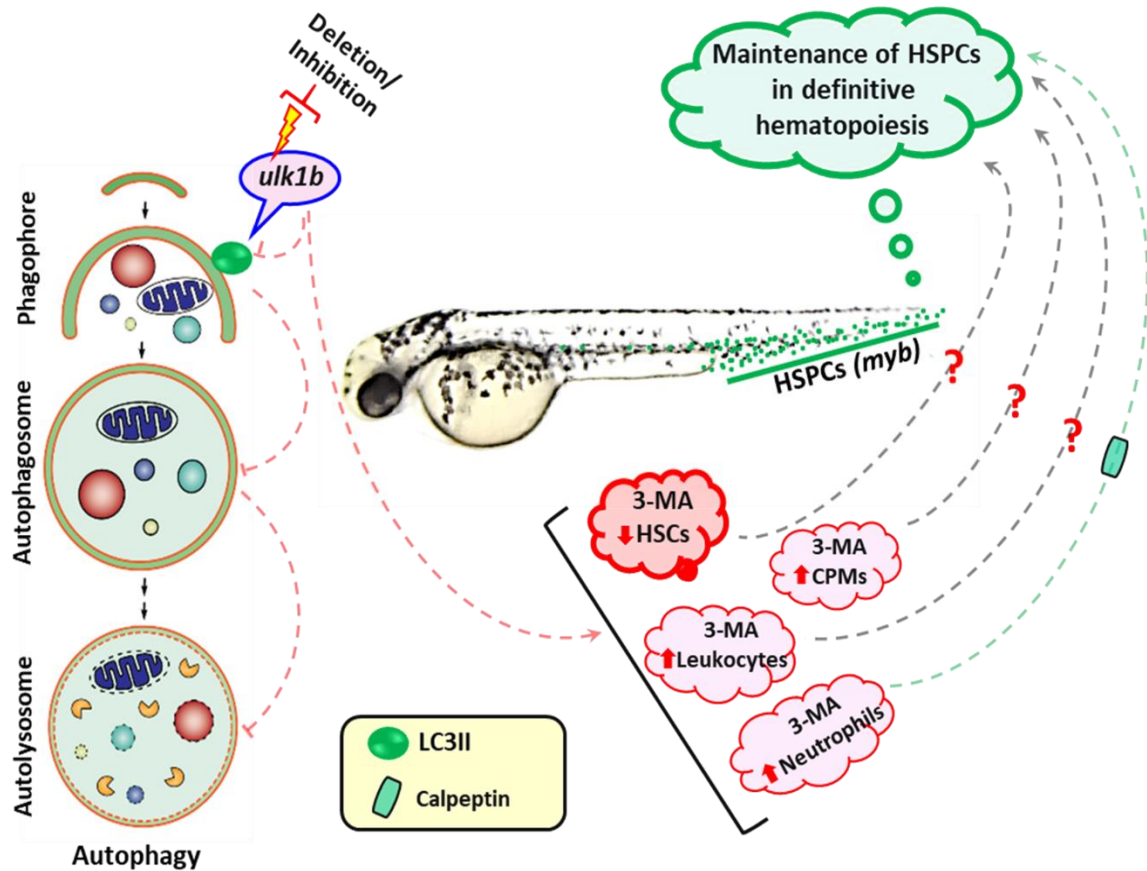 Deletion/
Inhibition
ulk1b
Maintenance of HSPCs
in definitive
hematopoiesis
Phagophore
Autophagosome
Autolysosome
Autophagy
HSPCs (myb)
?
?
?
3-MA
HSCs
3-MA
CPMs
3-MA
Leukocytes
3-MA
Neutrophils
LC3II
Calpeptin